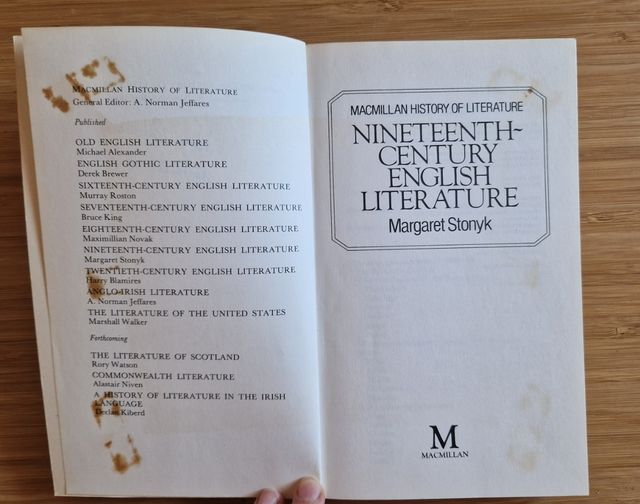 MACMILLAN HISTORY OF LITERATURE
General Editor: A. Norman Jeffares
Published
OLD ENGLISH LITERATURE
Michael Alexander
ENGLISH GOTHIC LITERATURE
Derek Brewer
SIXTEENTH-CENTURY ENGLISH LITERATURE
Murray Roston
SEVENTEENTH-CENTURY ENGLISH LITERATURE
Bruce King
EIGHTEENTH-CENTURY ENGLISH LITERATURE
Maximillian Novak
NINETEENTH-CENTURY ENGLISH LITERATURE
Margaret Stonyk
TWENTIETH-CENTURY ENGLISH LITERATURE
Harry Blamires
ANGLO-IRISH LITERATURE
A. Norman Jeffares
THE LITERATURE OF THE UNITED STATES
Marshall Walker
Forthcoming
THE LITERATURE OF SCOTLAND
Rory Watson
COMMONWEALTH LITERATURE
Alastair Niven
A HISTORY OF LITERATURE IN THE IRISH
LANGUAGE
Declan Kiberd
MACMILLAN HISTORY OF LITERATURE
NINETEENTH-
CENTURY
ENGLISH
LITERATURE
Margaret Stonyk
M
MACMILLAN